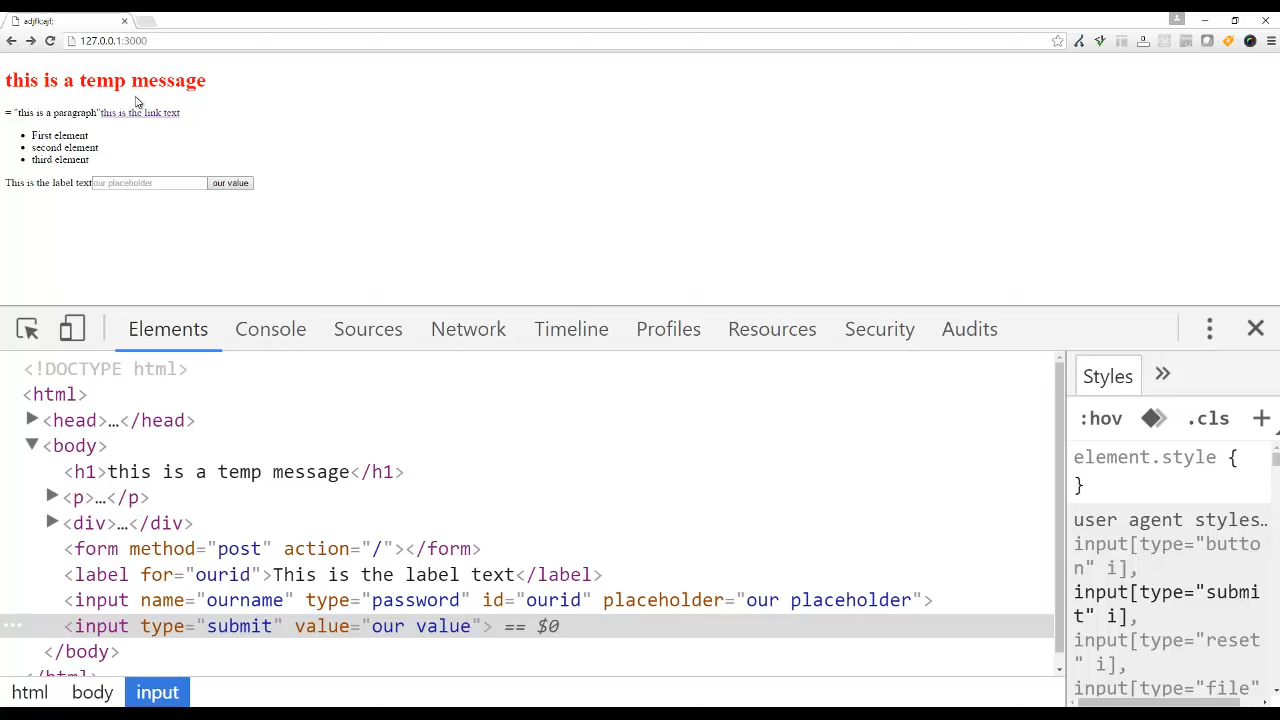 adjfk;ajf;
127.0.0.1:3000
this is a temp message
= "this is a paragraph"this is the link text
First element
second element
third element
This is the label text our placeholder our value
Elements Console Sources Network Timeline Profiles Resources Security Audits
<!DOCTYPE html>
<html>
<head>…</head>
<body>
<h1>this is a temp message</h1>
<p>…</p>
<div>…</div>
<form method="post" action="/"></form>
<label for="ourid">This is the label text</label>
<input name="ourname" type="password" id="ourid" placeholder="our placeholder">
<input type="submit" value="our value"> == $0
</body>
</html>
html body input
Styles
:hov .cls +
element.style {
}
user agent styles…
input[type="butto
n" i],
input[type="submi
t" i],
input[type="reset
" i],
input[type="file"